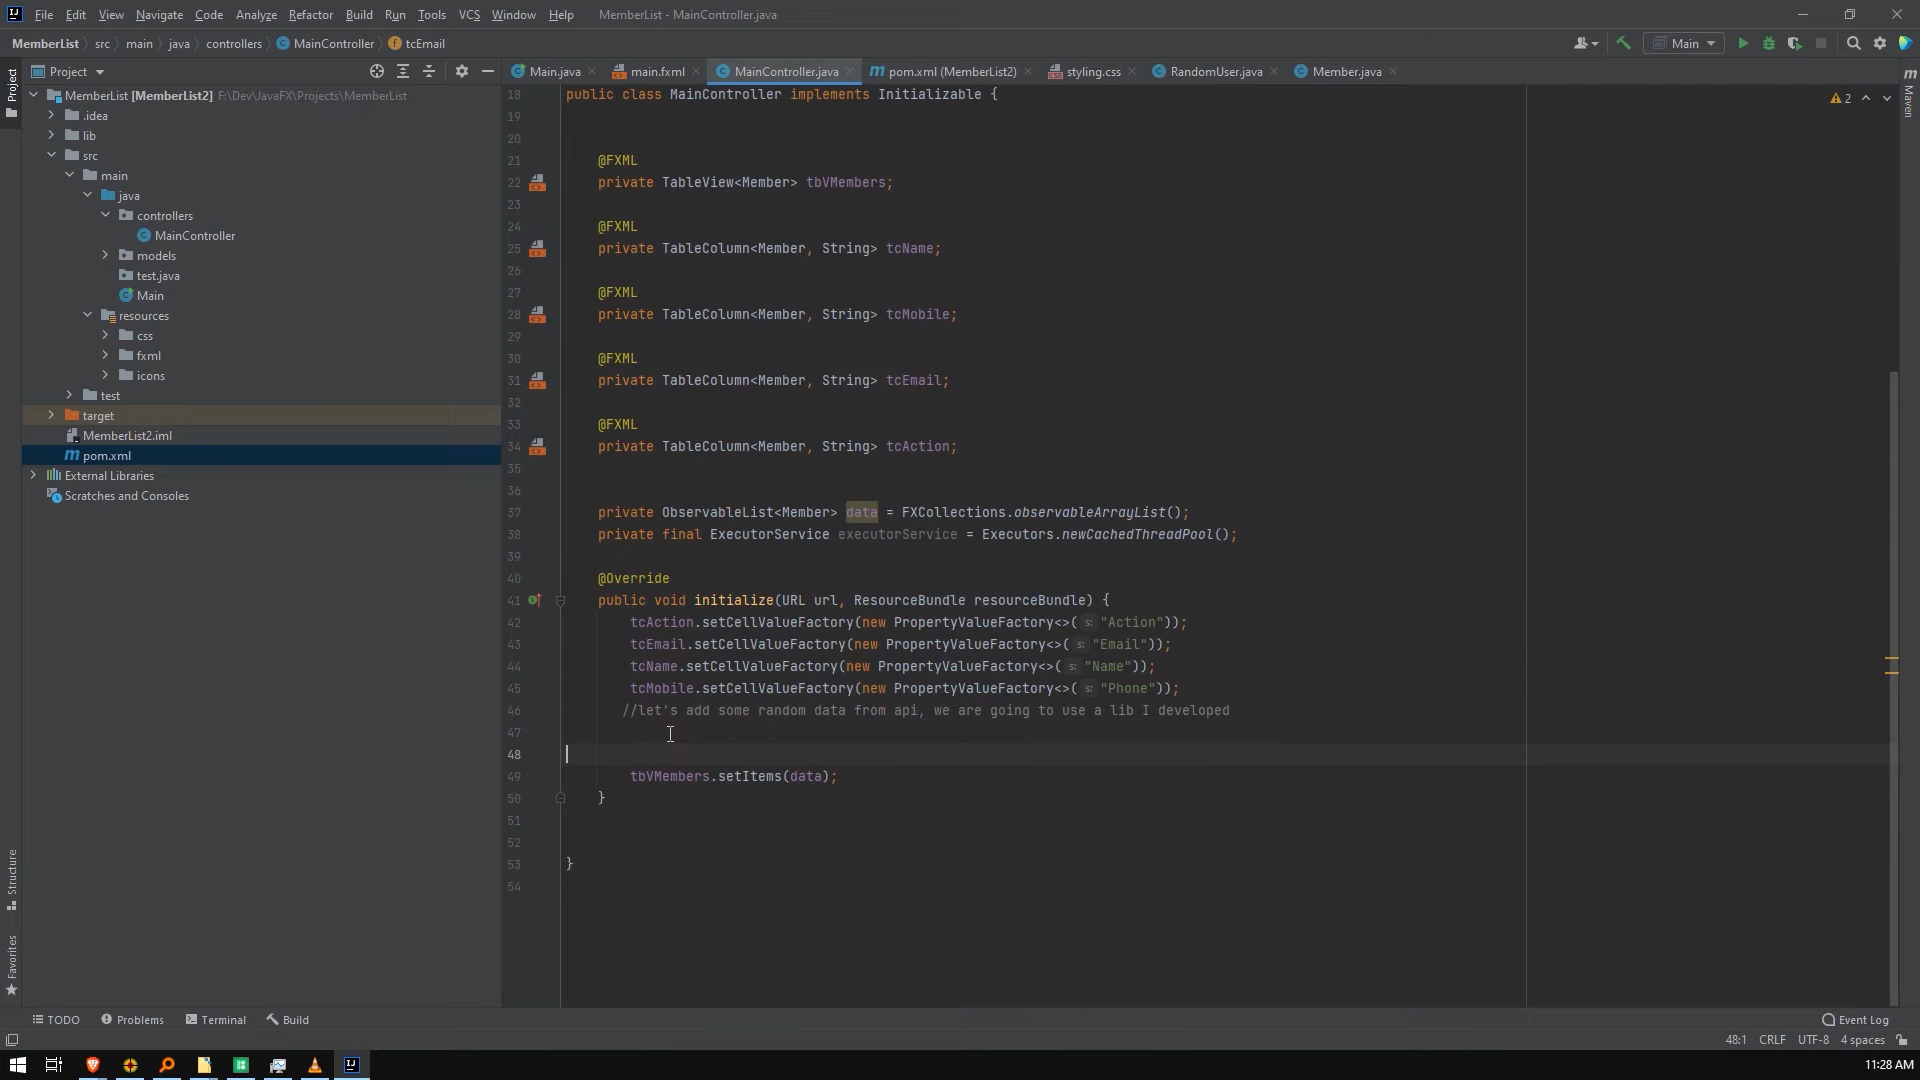 File Edit View Navigate Code Analyze Refactor Build Run Tools VCS Window Help MemberList - MainController.java
MemberList src main java controllers MainController tcEmail
Main
Project
Main.java main.fxml MainController.java pom.xml (MemberList2) styling.css RandomUser.java Member.java
Project
Maven
Structure
Favorites
MemberList [MemberList2] F:\Dev\JavaFX\Projects\MemberList
.idea
lib
src
main
java
controllers
MainController
models
test.java
Main
resources
css
fxml
icons
test
target
MemberList2.iml
pom.xml
External Libraries
Scratches and Consoles
2
18 public class MainController implements Initializable {
19
20
21 @FXML
22 private TableView<Member> tbVMembers;
23
24 @FXML
25 private TableColumn<Member, String> tcName;
26
27 @FXML
28 private TableColumn<Member, String> tcMobile;
29
30 @FXML
31 private TableColumn<Member, String> tcEmail;
32
33 @FXML
34 private TableColumn<Member, String> tcAction;
35
36
37 private ObservableList<Member> data = FXCollections.observableArrayList();
38 private final ExecutorService executorService = Executors.newCachedThreadPool();
39
40 @Override
41 public void initialize(URL url, ResourceBundle resourceBundle) {
42 tcAction.setCellValueFactory(new PropertyValueFactory<>( s: "Action"));
43 tcEmail.setCellValueFactory(new PropertyValueFactory<>( s: "Email"));
44 tcName.setCellValueFactory(new PropertyValueFactory<>( s: "Name"));
45 tcMobile.setCellValueFactory(new PropertyValueFactory<>( s: "Phone"));
46 //let's add some random data from api, we are going to use a lib I developed
47
48
49 tbVMembers.setItems(data);
50 }
51
52
53 }
54
TODO Problems Terminal Build Event Log
48:1 CRLF UTF-8 4 spaces
11:28 AM